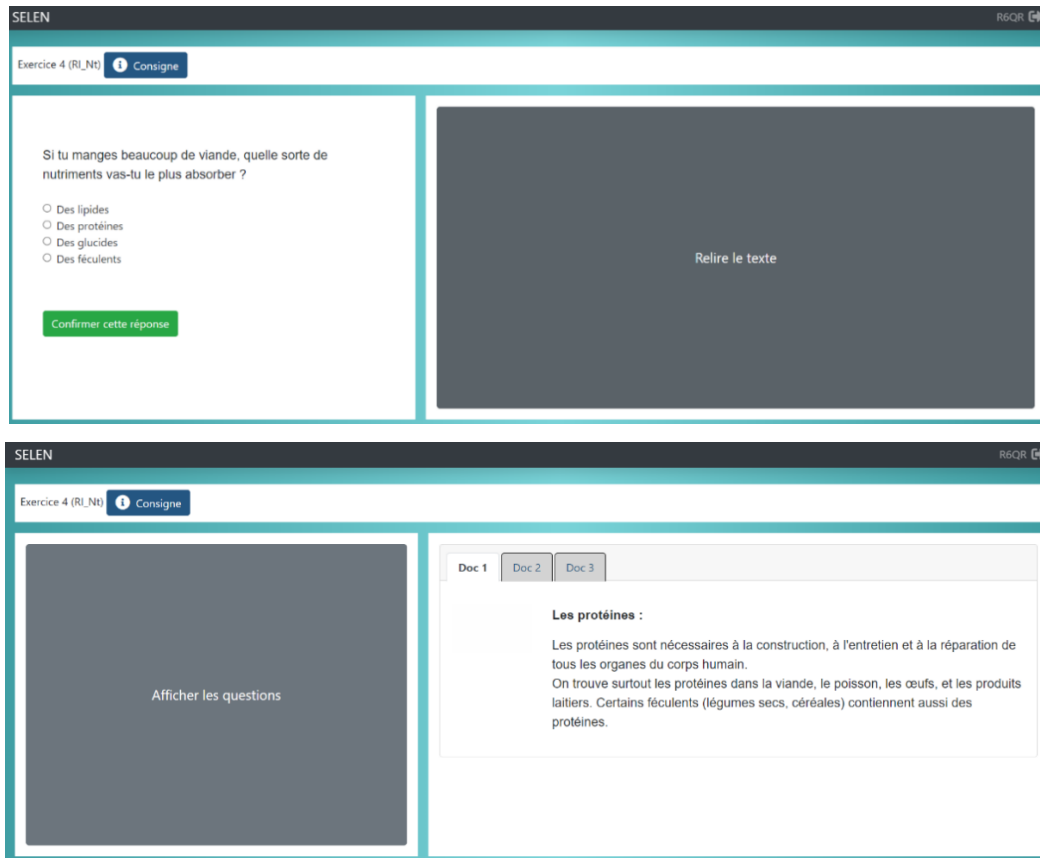 SELEN
R6QR
Exercice 4 (RI_Nt)
Consigne
Si tu manges beaucoup de viande, quelle sorte de
nutriments vas-tu le plus absorber ?
Des lipides
Des protéines
Des glucides
Des féculents
Confirmer cette réponse
Relire le texte
SELEN
R6QR
Exercice 4 (RI_Nt)
Consigne
Afficher les questions
Doc 1
Doc 2
Doc 3
Les protéines :
Les protéines sont nécessaires à la construction, à l'entretien et à la réparation de
tous les organes du corps humain.
On trouve surtout les protéines dans la viande, le poisson, les œufs, et les produits
laitiers. Certains féculents (légumes secs, céréales) contiennent aussi des
protéines.